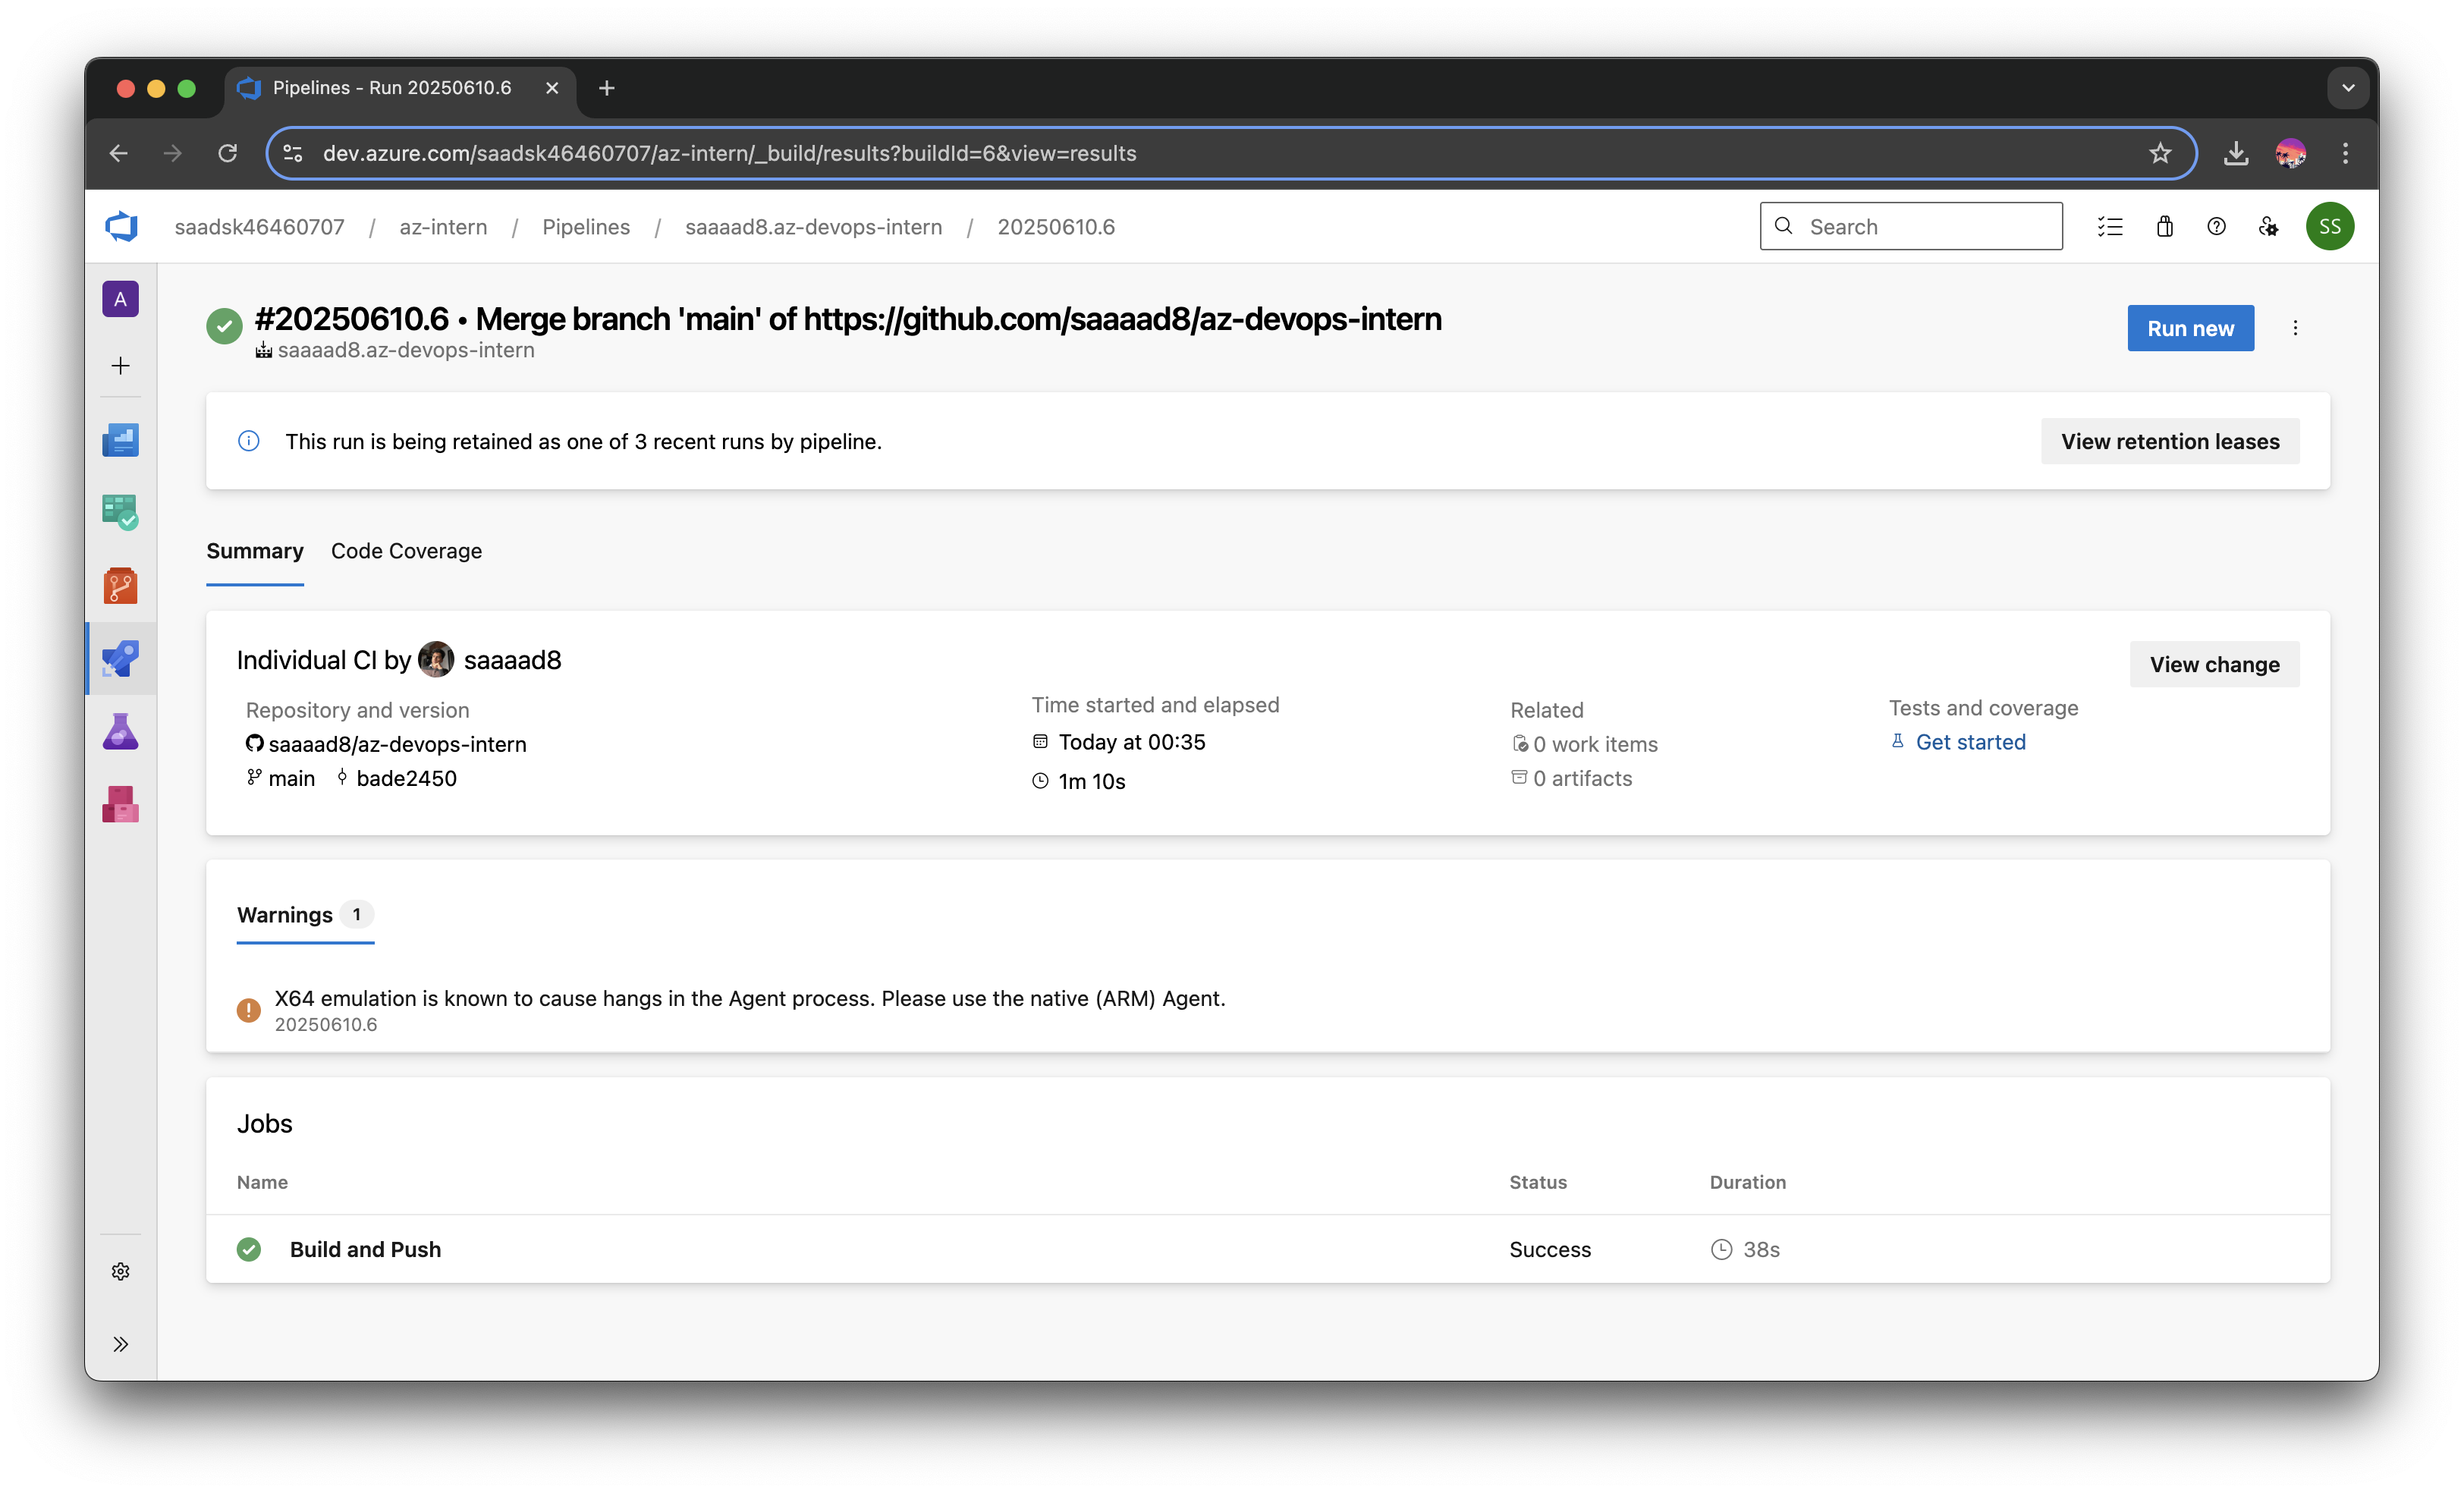 Pipelines - Run 20250610.6
dev.azure.com/saadsk46460707/az-intern/_build/results?buildId=6&view=results
saadsk46460707 / az-intern / Pipelines / saaaad8.az-devops-intern / 20250610.6
Search
SS
A
#20250610.6 • Merge branch 'main' of https://github.com/saaaad8/az-devops-intern
saaaad8.az-devops-intern
Run new
This run is being retained as one of 3 recent runs by pipeline.
View retention leases
Summary
Code Coverage
Individual CI by saaaad8
View change
Repository and version
saaaad8/az-devops-intern
main bade2450
Time started and elapsed
Today at 00:35
1m 10s
Related
0 work items
0 artifacts
Tests and coverage
Get started
Warnings 1
X64 emulation is known to cause hangs in the Agent process. Please use the native (ARM) Agent.
20250610.6
Jobs
Name Status Duration
Build and Push Success 38s